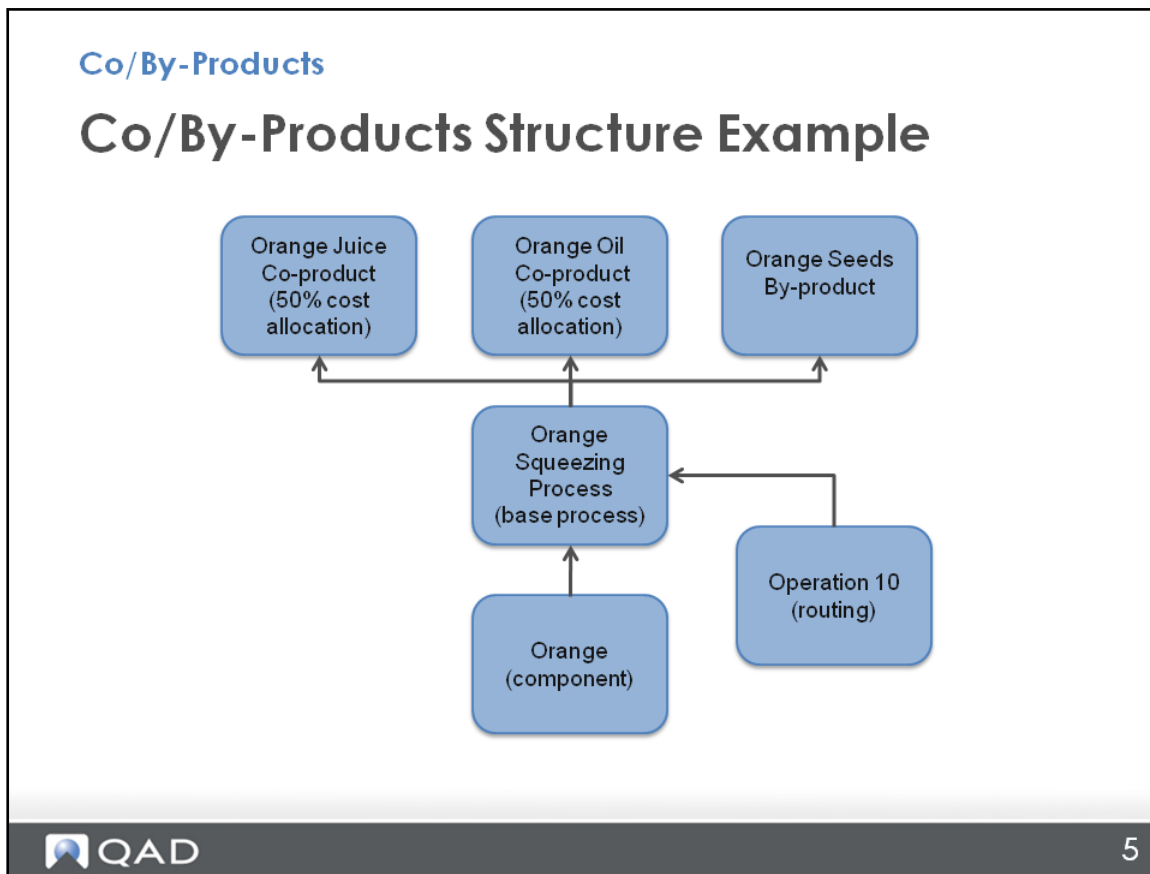 Co/By-Products
Co/By-Products Structure Example
Orange Juice
Co-product
(50% cost
allocation)
Orange Oil
Co-product
(50% cost
allocation)
Orange Seeds
By-product
Orange
Squeezing
Process
(base process)
Operation 10
(routing)
Orange
(component)
QAD
5